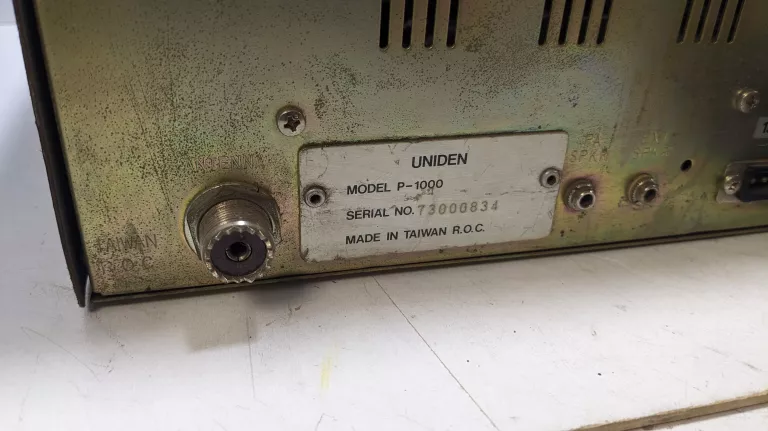 UNIDEN
MODEL P-1000
SERIAL NO. 73000834
MADE IN TAIWAN R.O.C.
ANTENNA
TAIWAN
R.O.C
SPKR